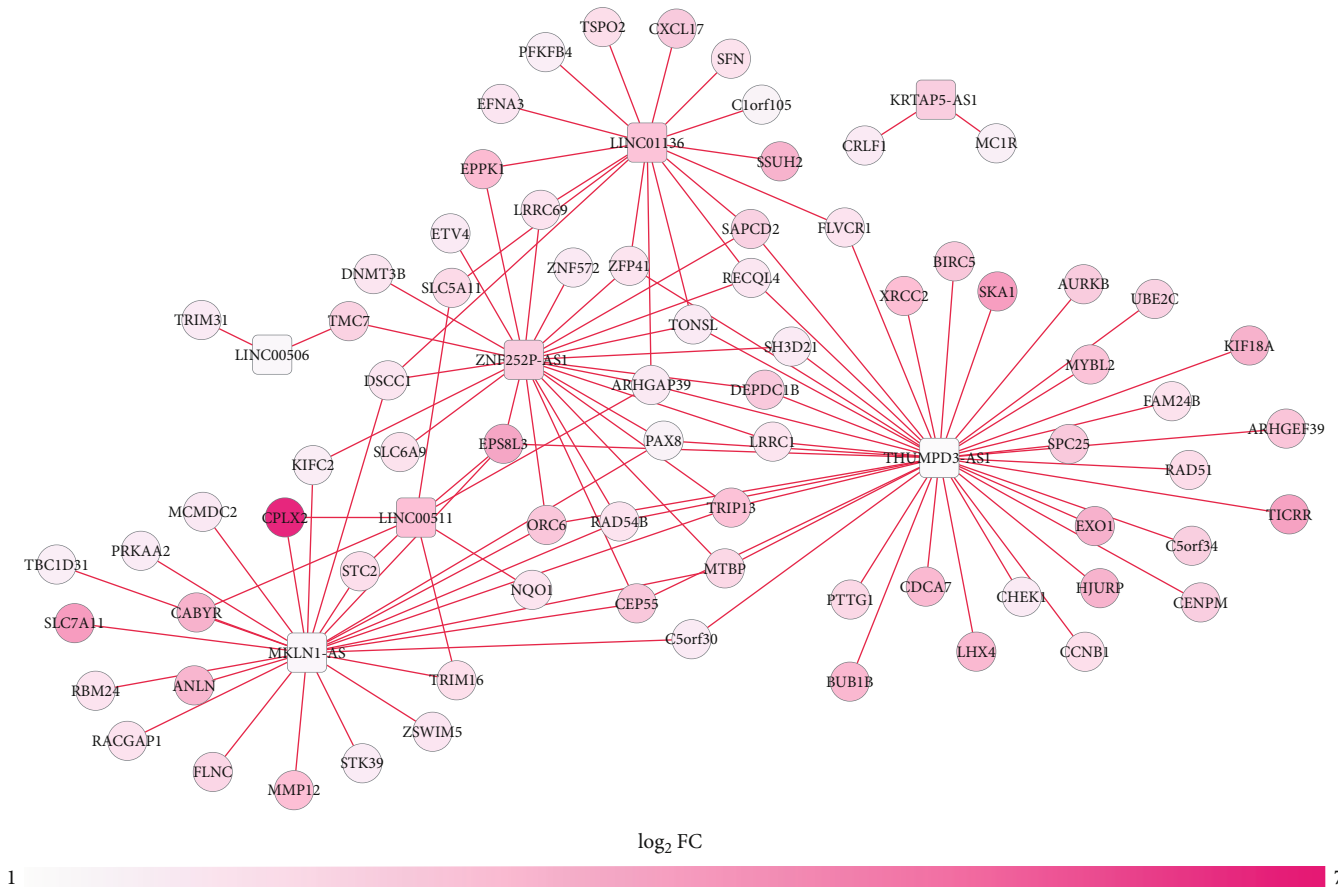 TSPO2
CXCL17
PFKFB4
SFN
EFNA3
C1orf105
KRTAP5-AS1
LINC01136
CRLF1
MC1R
EPPK1
SSUH2
LRRC69
ETV4
SAPCD2
FLVCR1
DNMT3B
ZNF572
ZFP41
BIRC5
SLC5A11
RECQL4
XRCC2
SKA1
AURKB
UBE2C
TRIM31
TMC7
TONSL
LINC00506
ZNF252P-AS1
SH3D21
KIF18A
DSCC1
ARHGAP39
DEPDC1B
MYBL2
FAM24B
EPS8L3
PAX8
LRRC1
SPC25
ARHGEF39
SLC6A9
THUMPD3-AS1
KIFC2
RAD51
MCMDC2
CPLX2
LINC00511
ORC6
RAD54B
TRIP13
EXO1
TICRR
PRKAA2
C5orf34
TBC1D31
STC2
MTBP
NQO1
CDCA7
HJURP
SLC7A11
CABYR
CEP55
PTTG1
CHEK1
CENPM
MKLN1-AS
C5orf30
LHX4
CCNB1
RBM24
ANLN
TRIM16
BUB1B
RACGAP1
ZSWIM5
FLNC
STK39
MMP12
log₂ FC
1